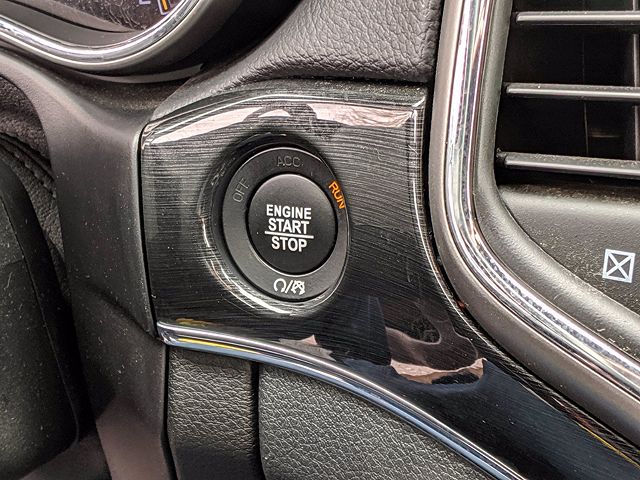 OFF ACC RUN
ENGINE
START
STOP